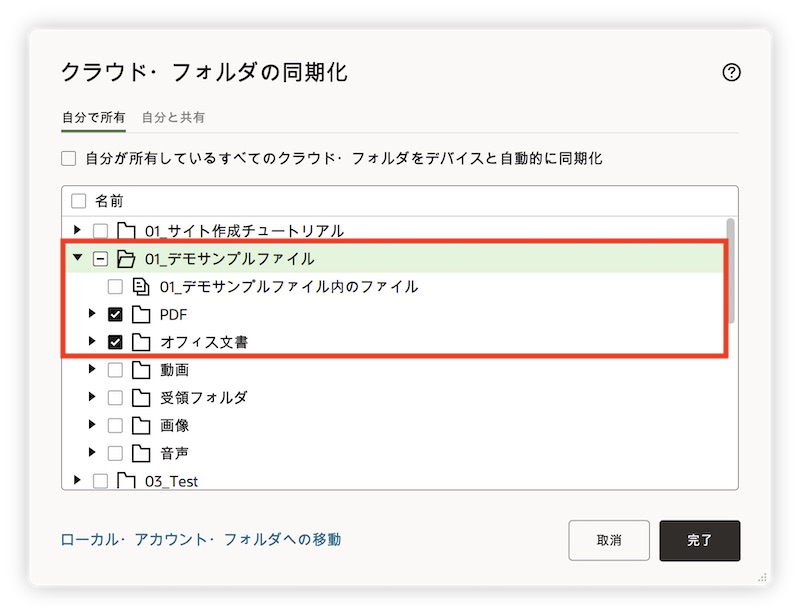 クラウド・フォルダの同期化
自分で所有 自分と共有
自分が所有しているすべてのクラウド・フォルダをデバイスと自動的に同期化
名前
01_サイト作成チュートリアル
01_デモサンプルファイル
01_デモサンプルファイル内のファイル
PDF
オフィス文書
動画
受領フォルダ
画像
音声
03_Test
ローカル・アカウント・フォルダへの移動 取消 完了